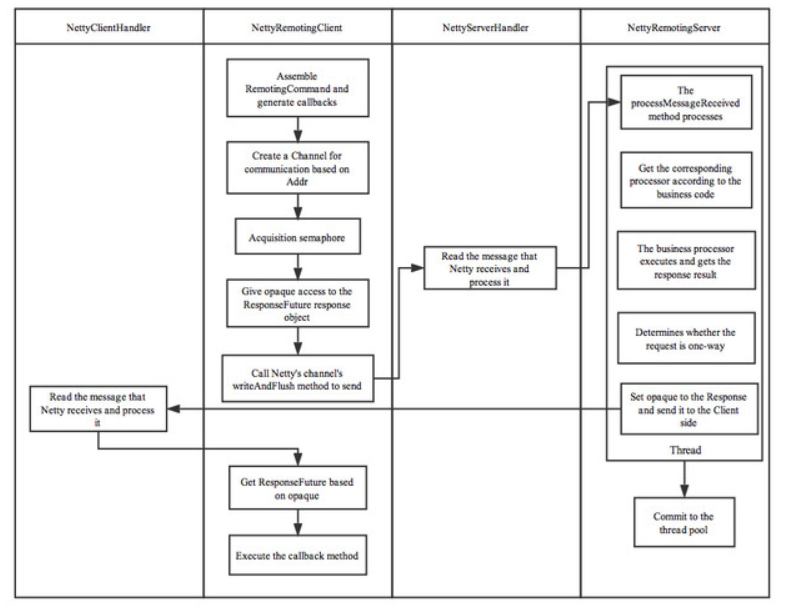 NettyClientHandler
NettyRemotingClient
NettyServerHandler
NettyRemotingServer
Assemble
RemotingCommand and
generate callbacks
Create a Channel for
communication based on
Addr
Acquisition semaphore
Give opaque access to the
ResponseFuture response
object
Call Netty's channel's
writeAndFlush method to send
Read the message that
Netty receives and
process it
The
processMessageReceived
method processes
Get the corresponding
processor according to the
business code
The business processor
executes and gets the
response result
Determines whether the
request is one-way
Set opaque to the Response
and send it to the Client
side
Thread
Commit to the
thread pool
Read the message that
Netty receives and process
it
Get ResponseFuture based
on opaque
Execute the callback method